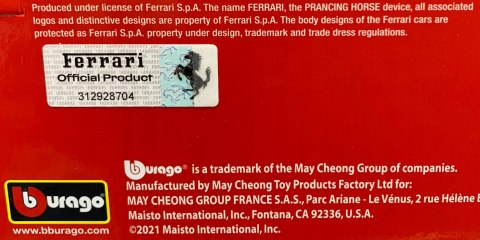 Produced under license of Ferrari S.p.A. The name FERRARI, the PRANCING HORSE device, all associated
logos and distinctive designs are property of Ferrari S.p.A. The body designs of the Ferrari cars are
protected as Ferrari S.p.A. property under design, trademark and trade dress regulations.
Ferrari
Official Product
312928704
burago® is a trademark of the May Cheong Group of companies.
Manufactured by May Cheong Toy Products Factory Ltd for:
MAY CHEONG GROUP FRANCE S.A.S., Parc Ariane - Le Vénus, 2 rue Hélène
Maisto International, Inc., Fontana, CA 92336, U.S.A.
©2021 Maisto International, Inc.
burago®
www.bburago.com